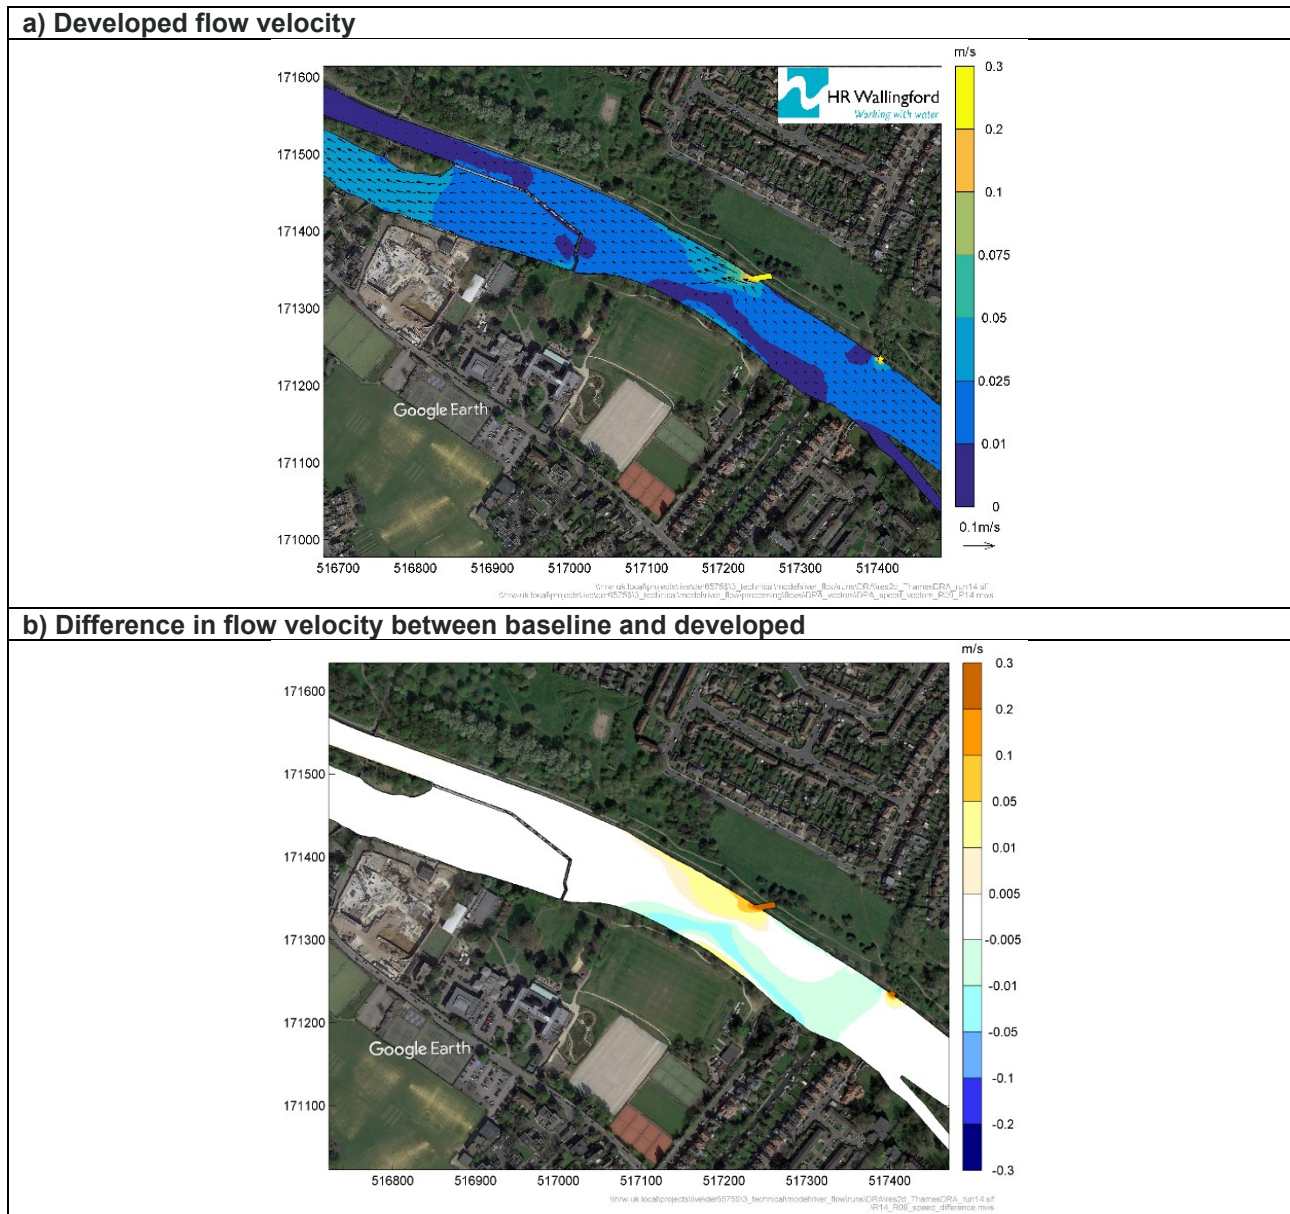 a) Developed flow velocity
m/s
0.3
0.2
0.1
0.075
0.05
0.025
0.01
0
0.1m/s
HR Wallingford
Working with water
171600
171500
171400
171300
171200
171100
171000
Google Earth
516700 516800 516900 517000 517100 517200 517300 517400
b) Difference in flow velocity between baseline and developed
m/s
0.3
0.2
0.1
0.05
0.01
0.005
-0.005
-0.01
-0.05
-0.1
-0.2
-0.3
171600
171500
171400
171300
171200
171100
Google Earth
516800 516900 517000 517100 517200 517300 517400
\R14_R09_speed_difference.mws